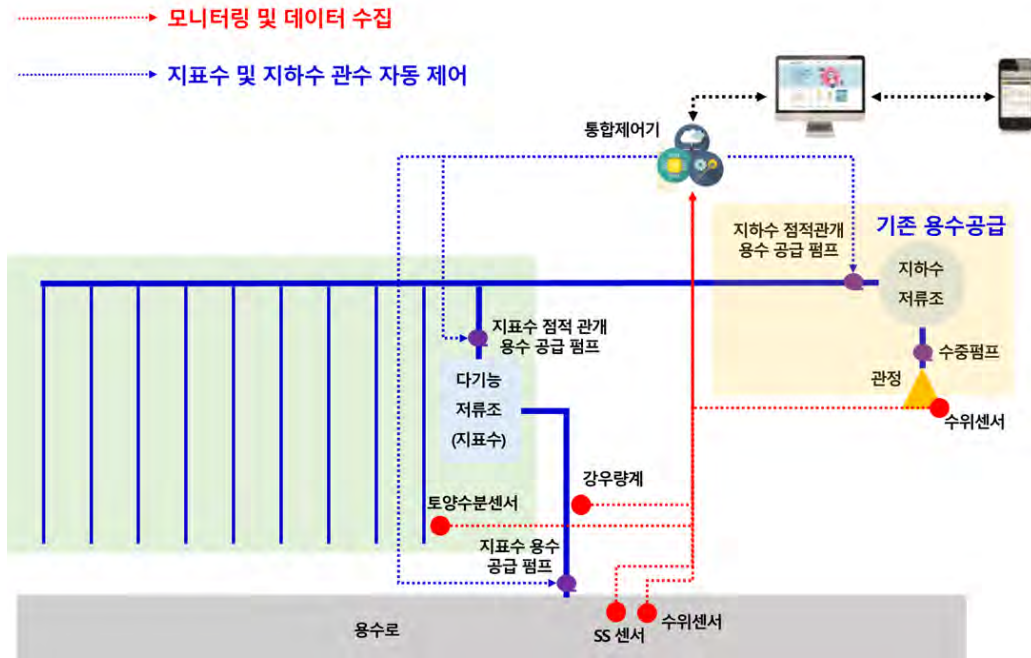 모니터링 및 데이터 수집
지표수 및 지하수 관수 자동 제어
통합제어기
기존 용수공급
지하수 점적관개
용수 공급 펌프
지하수
저류조
지표수 점적 관개
용수 공급 펌프
수중펌프
다기능
저류조
(지표수)
관정
수위센서
강우량계
토양수분센서
지표수 용수
공급 펌프
용수로
SS 센서
수위센서